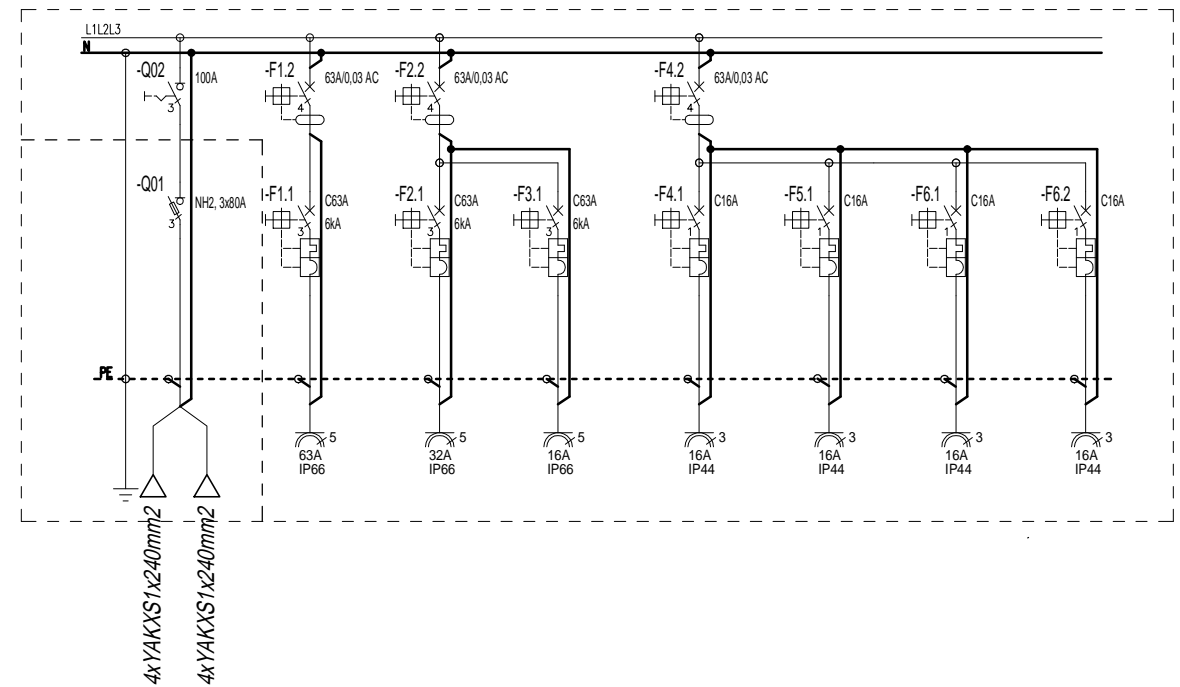 L1L2L3
N
-Q02
100A
3
-F1.2
63A/0,03 AC
4
-F2.2
63A/0,03 AC
4
-F4.2
63A/0,03 AC
4
-Q01
NH2, 3x80A
3
-F1.1
C63A
6kA
3
-F2.1
C63A
6kA
3
-F3.1
C63A
6kA
3
-F4.1
C16A
1
-F5.1
C16A
1
-F6.1
C16A
1
-F6.2
C16A
1
PE
5
63A
IP66
5
32A
IP66
5
16A
IP66
3
16A
IP44
3
16A
IP44
3
16A
IP44
3
16A
IP44
4xYAKXS1x240mm2
4xYAKXS1x240mm2